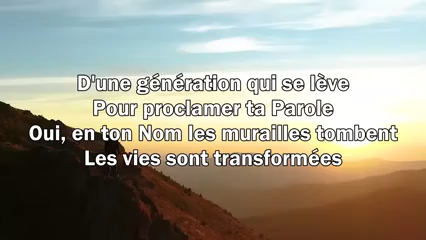 D'une génération qui se lève
Pour proclamer ta Parole
Oui, en ton Nom les murailles tombent
Les vies sont transformées